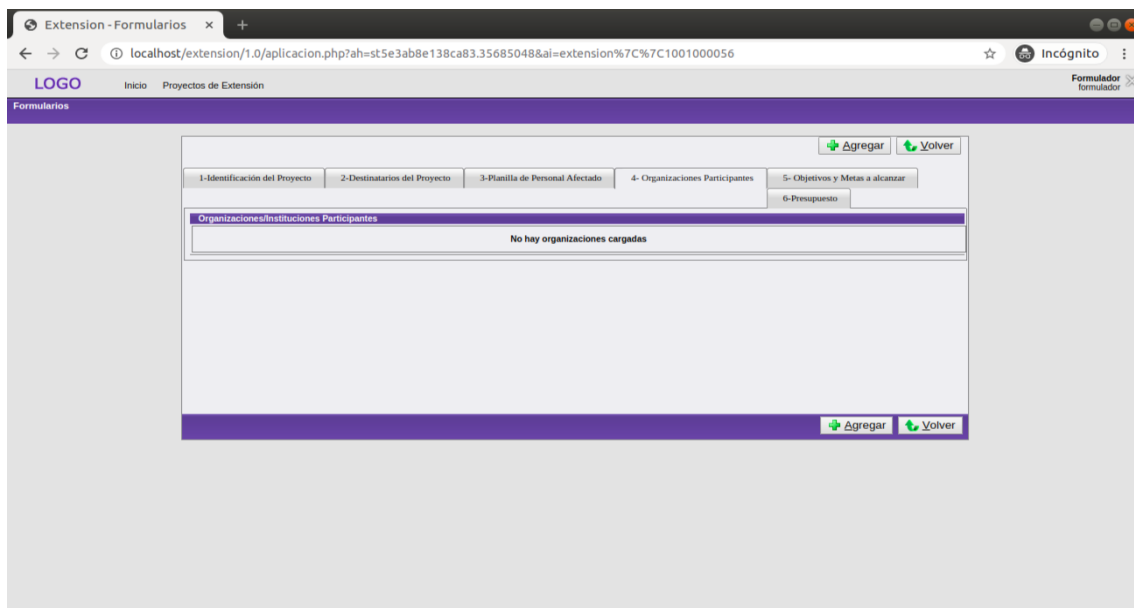 Extension - Formularios
localhost/extension/1.0/aplicacion.php?ah=st5e3ab8e138ca83.35685048&ai=extension%7C%7C1001000056
Incógnito
LOGO Inicio Proyectos de Extensión
Formulador
formulador
Formularios
Agregar Volver
1-Identificación del Proyecto 2-Destinatarios del Proyecto 3-Planilla de Personal Afectado 4- Organizaciones Participantes 5- Objetivos y Metas a alcanzar
6-Presupuesto
Organizaciones/Instituciones Participantes
No hay organizaciones cargadas
Agregar Volver